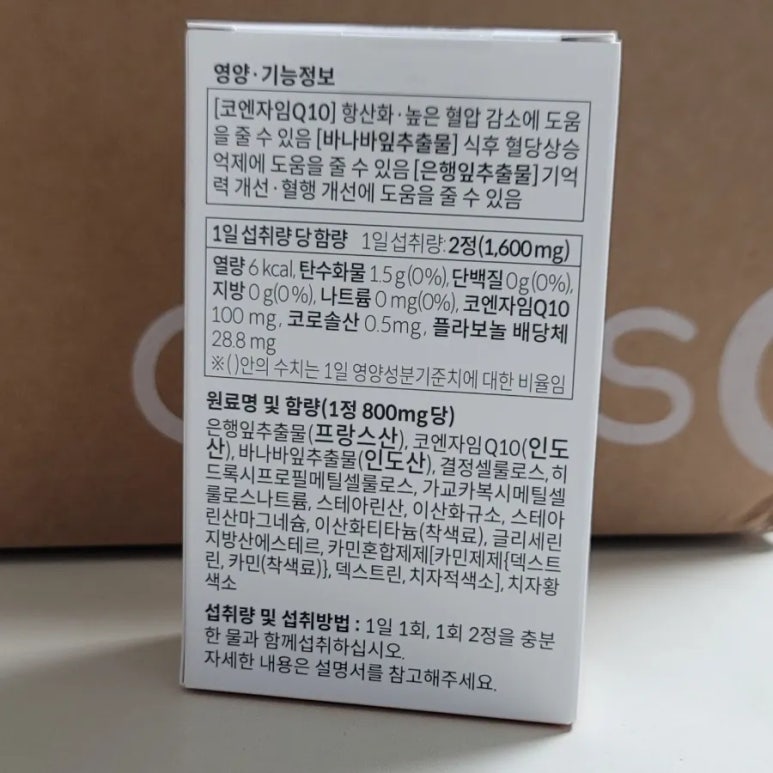 영양·기능정보
[코엔자임Q10] 항산화·높은 혈압 감소에 도움
을 줄 수 있음 [바나바잎추출물] 식후 혈당상승
억제에 도움을 줄 수 있음 [은행잎추출물] 기억
력 개선·혈행 개선에 도움을 줄 수 있음
1일 섭취량 당 함량 1일 섭취량: 2정(1,600mg)
열량 6 kcal, 탄수화물 1.5 g(0%), 단백질 0 g(0%),
지방 0 g(0%), 나트륨 0 mg(0%), 코엔자임Q10
100 mg, 코로솔산 0.5mg, 플라보놀 배당체
28.8 mg
※( )안의 수치는 1일 영양성분기준치에 대한 비율임
원료명 및 함량(1정 800mg당)
은행잎추출물(프랑스산), 코엔자임Q10(인도
산), 바나바잎추출물(인도산), 결정셀룰로스, 히
드록시프로필메틸셀룰로스, 가교카복시메틸셀
룰로스나트륨, 스테아린산, 이산화규소, 스테아
린산마그네슘, 이산화티타늄(착색료), 글리세린
지방산에스테르, 카민혼합제제[카민제제{덱스트
린, 카민(착색료)}, 덱스트린, 치자적색소], 치자황
색소
섭취량 및 섭취방법 : 1일 1회, 1회 2정을 충분
한 물과 함께섭취하십시오.
자세한 내용은 설명서를 참고해주세요.